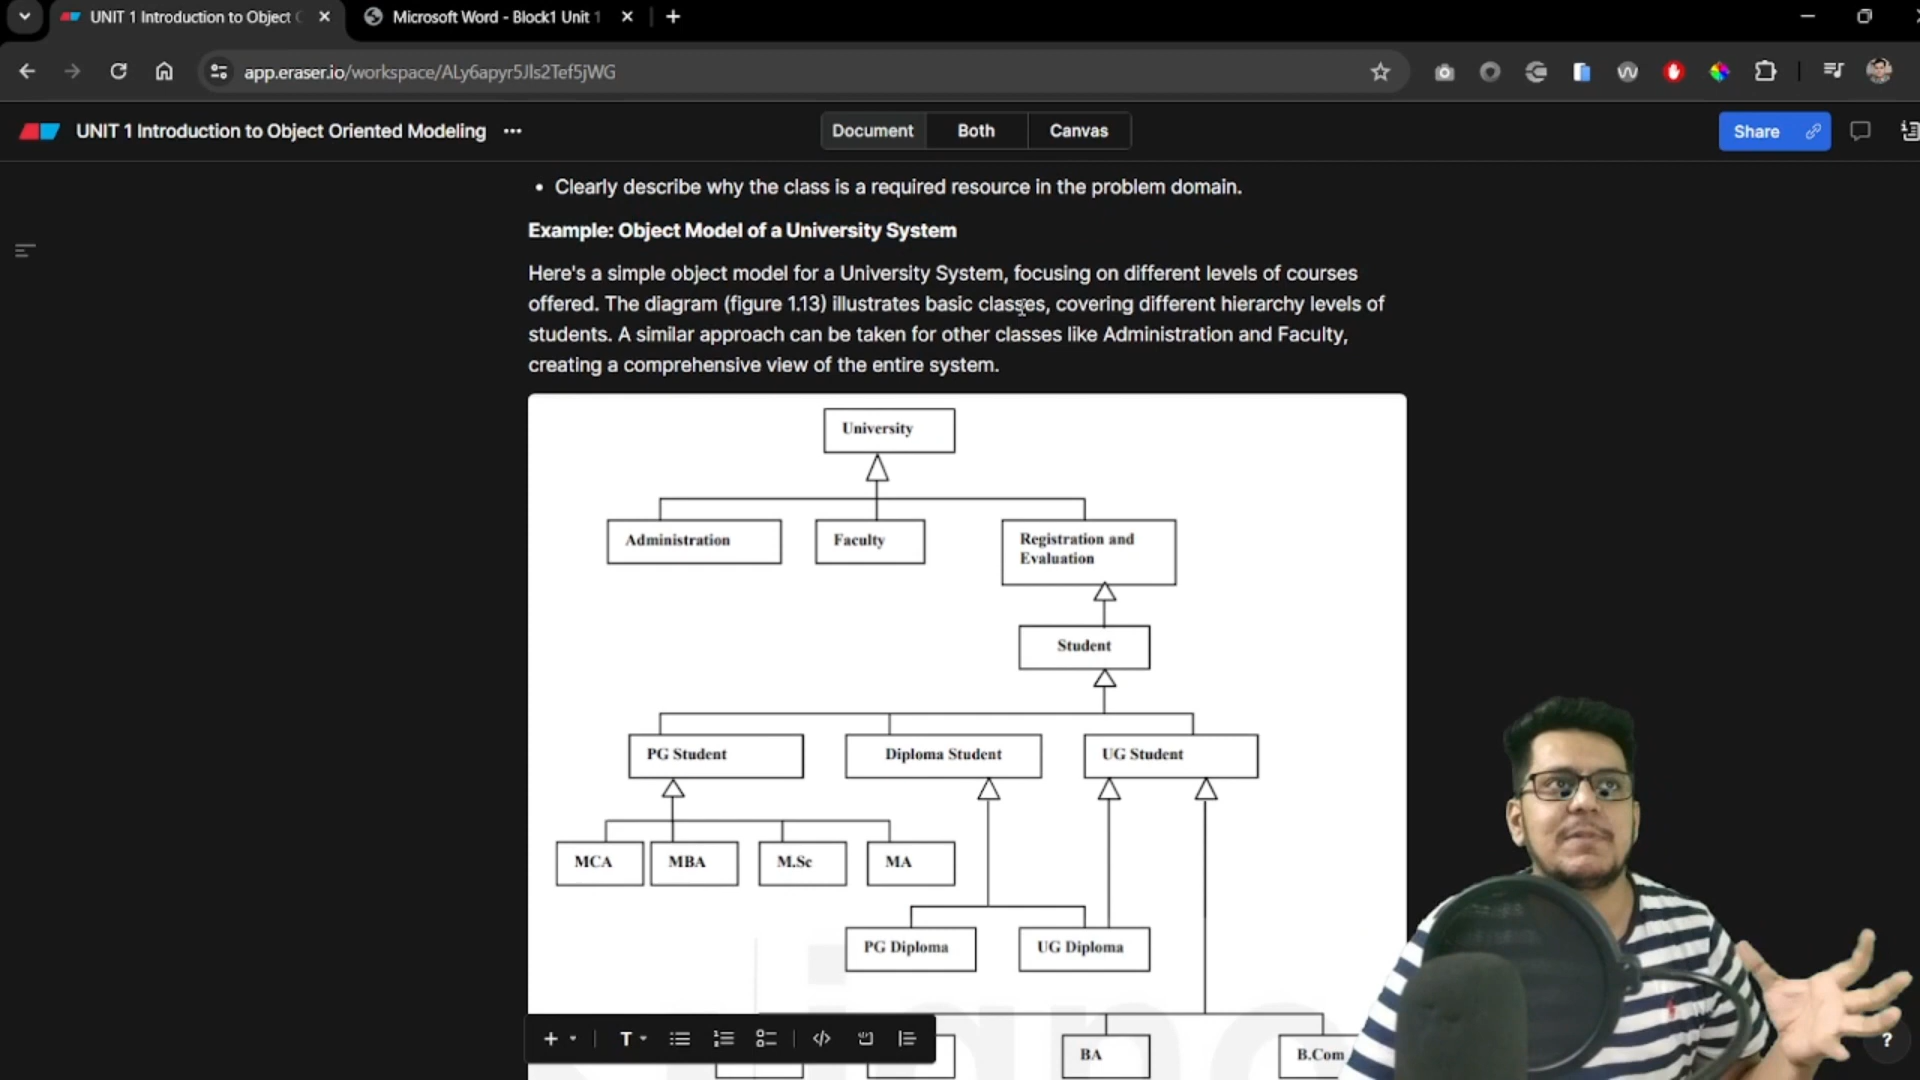 UNIT 1 Introduction to Object
Microsoft Word - Block1 Unit 1
app.eraser.io/workspace/ALy6apyr5Jls2Tef5jWG
UNIT 1 Introduction to Object Oriented Modeling
Document Both Canvas
Share
• Clearly describe why the class is a required resource in the problem domain.
Example: Object Model of a University System
Here's a simple object model for a University System, focusing on different levels of courses
offered. The diagram (figure 1.13) illustrates basic classes, covering different hierarchy levels of
students. A similar approach can be taken for other classes like Administration and Faculty,
creating a comprehensive view of the entire system.
University
Administration
Faculty
Registration and
Evaluation
Student
PG Student
Diploma Student
UG Student
MCA
MBA
M.Sc
MA
PG Diploma
UG Diploma
BA
B.Com
T
?